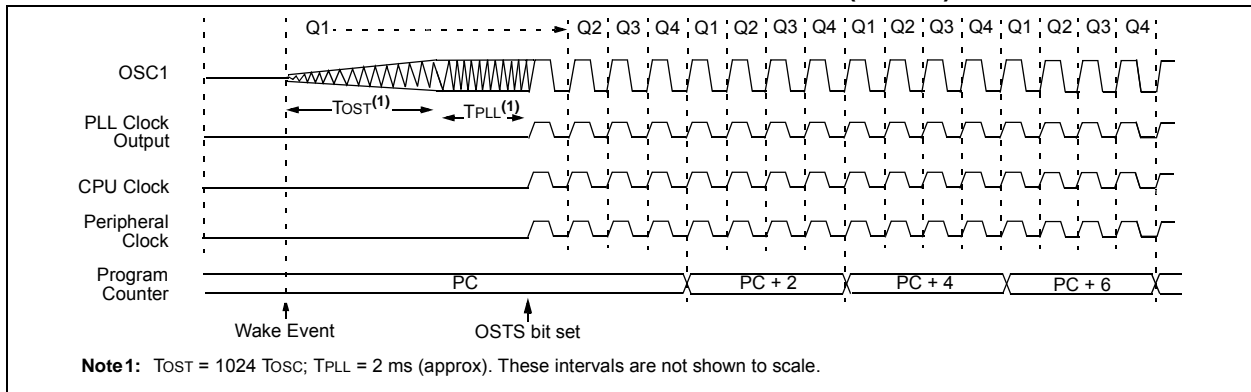 Q1 Q2 Q3 Q4 Q1 Q2 Q3 Q4 Q1 Q2 Q3 Q4 Q1 Q2 Q3 Q4
OSC1
TOST(1) TPLL(1)
PLL Clock
Output
CPU Clock
Peripheral
Clock
Program
Counter
PC PC + 2 PC + 4 PC + 6
Wake Event OSTS bit set
Note 1: TOST = 1024 TOSC; TPLL = 2 ms (approx). These intervals are not shown to scale.